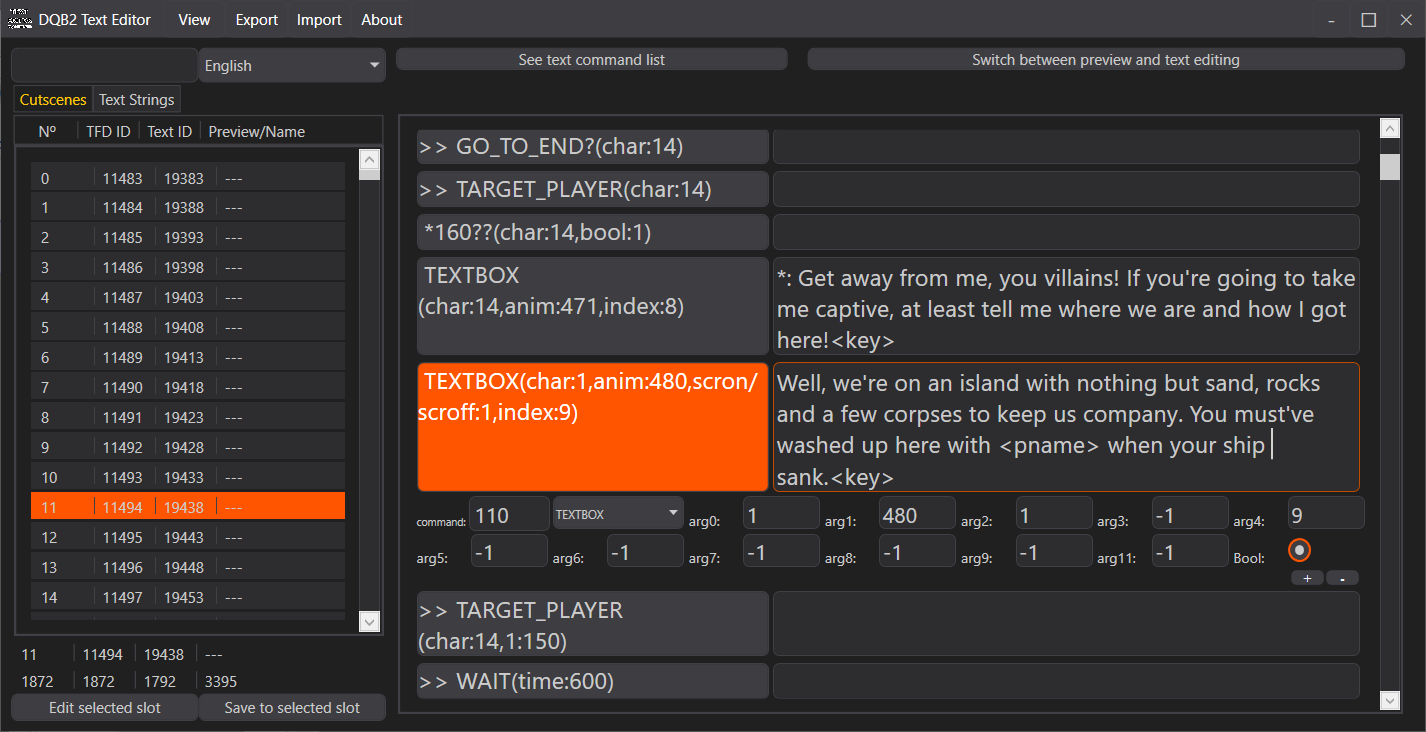 DQB2 Text Editor View Export Import About
English See text command list Switch between preview and text editing
Cutscenes Text Strings
Nº TFD ID Text ID Preview/Name
0 11483 19383 ---
1 11484 19388 ---
2 11485 19393 ---
3 11486 19398 ---
4 11487 19403 ---
5 11488 19408 ---
6 11489 19413 ---
7 11490 19418 ---
8 11491 19423 ---
9 11492 19428 ---
10 11493 19433 ---
11 11494 19438 ---
12 11495 19443 ---
13 11496 19448 ---
14 11497 19453 ---
11 11494 19438 ---
1872 1872 1792 3395
Edit selected slot Save to selected slot
>> GO_TO_END?(char:14)
>> TARGET_PLAYER(char:14)
*160??(char:14,bool:1)
TEXTBOX
(char:14,anim:471,index:8)
*: Get away from me, you villains! If you're going to take
me captive, at least tell me where we are and how I got
here!<key>
TEXTBOX(char:1,anim:480,scron/
scroff:1,index:9)
Well, we're on an island with nothing but sand, rocks
and a few corpses to keep us company. You must've
washed up here with <pname> when your ship
sank.<key>
command: 110 TEXTBOX arg0: 1 arg1: 480 arg2: 1 arg3: -1 arg4: 9
arg5: -1 arg6: -1 arg7: -1 arg8: -1 arg9: -1 arg11: -1 Bool:
+ -
>> TARGET_PLAYER
(char:14,1:150)
>> WAIT(time:600)